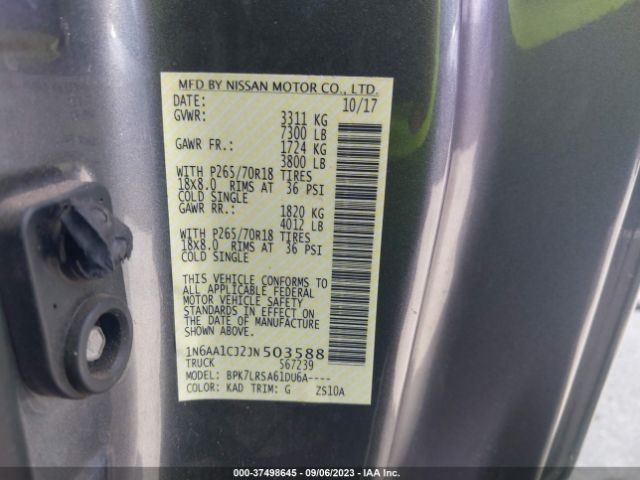 MFD BY NISSAN MOTOR CO., LTD.
DATE: 10/17
GVWR: 3311 KG
7300 LB
GAWR FR.: 1724 KG
3800 LB
WITH P265/70R18 TIRES
18X8.0 RIMS AT 36 PSI
COLD SINGLE
GAWR RR.: 1820 KG
4012 LB
WITH P265/70R18 TIRES
18X8.0 RIMS AT 36 PSI
COLD SINGLE
THIS VEHICLE CONFORMS TO
ALL APPLICABLE FEDERAL
MOTOR VEHICLE SAFETY
STANDARDS IN EFFECT ON
THE DATE OF MANUFACTURE
SHOWN ABOVE.
1N6AA1CJ2JN503588
TRUCK S67239
MODEL: BPK7LRSA61DU6A----
COLOR: KAD TRIM: G ZS10A
000-37498645 - 09/06/2023 - IAA Inc.